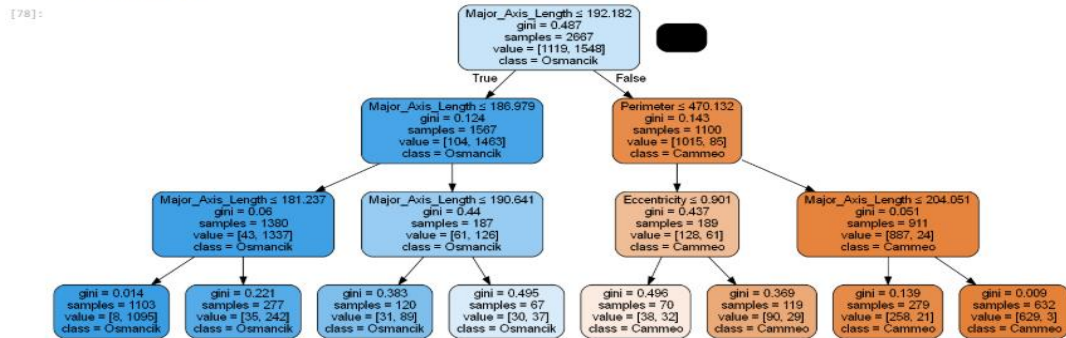 [78]:
Major_Axis_Length ≤ 192.182
gini = 0.487
samples = 2667
value = [1119, 1548]
class = Osmancik
True
False
Major_Axis_Length ≤ 186.979
gini = 0.124
samples = 1567
value = [104, 1463]
class = Osmancik
Perimeter ≤ 470.132
gini = 0.143
samples = 1100
value = [1015, 85]
class = Cammeo
Major_Axis_Length ≤ 181.237
gini = 0.06
samples = 1380
value = [43, 1337]
class = Osmancik
Major_Axis_Length ≤ 190.641
gini = 0.44
samples = 187
value = [61, 126]
class = Osmancik
Eccentricity ≤ 0.901
gini = 0.437
samples = 189
value = [128, 61]
class = Cammeo
Major_Axis_Length ≤ 204.051
gini = 0.051
samples = 911
value = [887, 24]
class = Cammeo
gini = 0.014
samples = 1103
value = [8, 1095]
class = Osmancik
gini = 0.221
samples = 277
value = [35, 242]
class = Osmancik
gini = 0.383
samples = 120
value = [31, 89]
class = Osmancik
gini = 0.495
samples = 67
value = [30, 37]
class = Osmancik
gini = 0.496
samples = 70
value = [38, 32]
class = Cammeo
gini = 0.369
samples = 119
value = [90, 29]
class = Cammeo
gini = 0.139
samples = 279
value = [258, 21]
class = Cammeo
gini = 0.009
samples = 632
value = [629, 3]
class = Cammeo